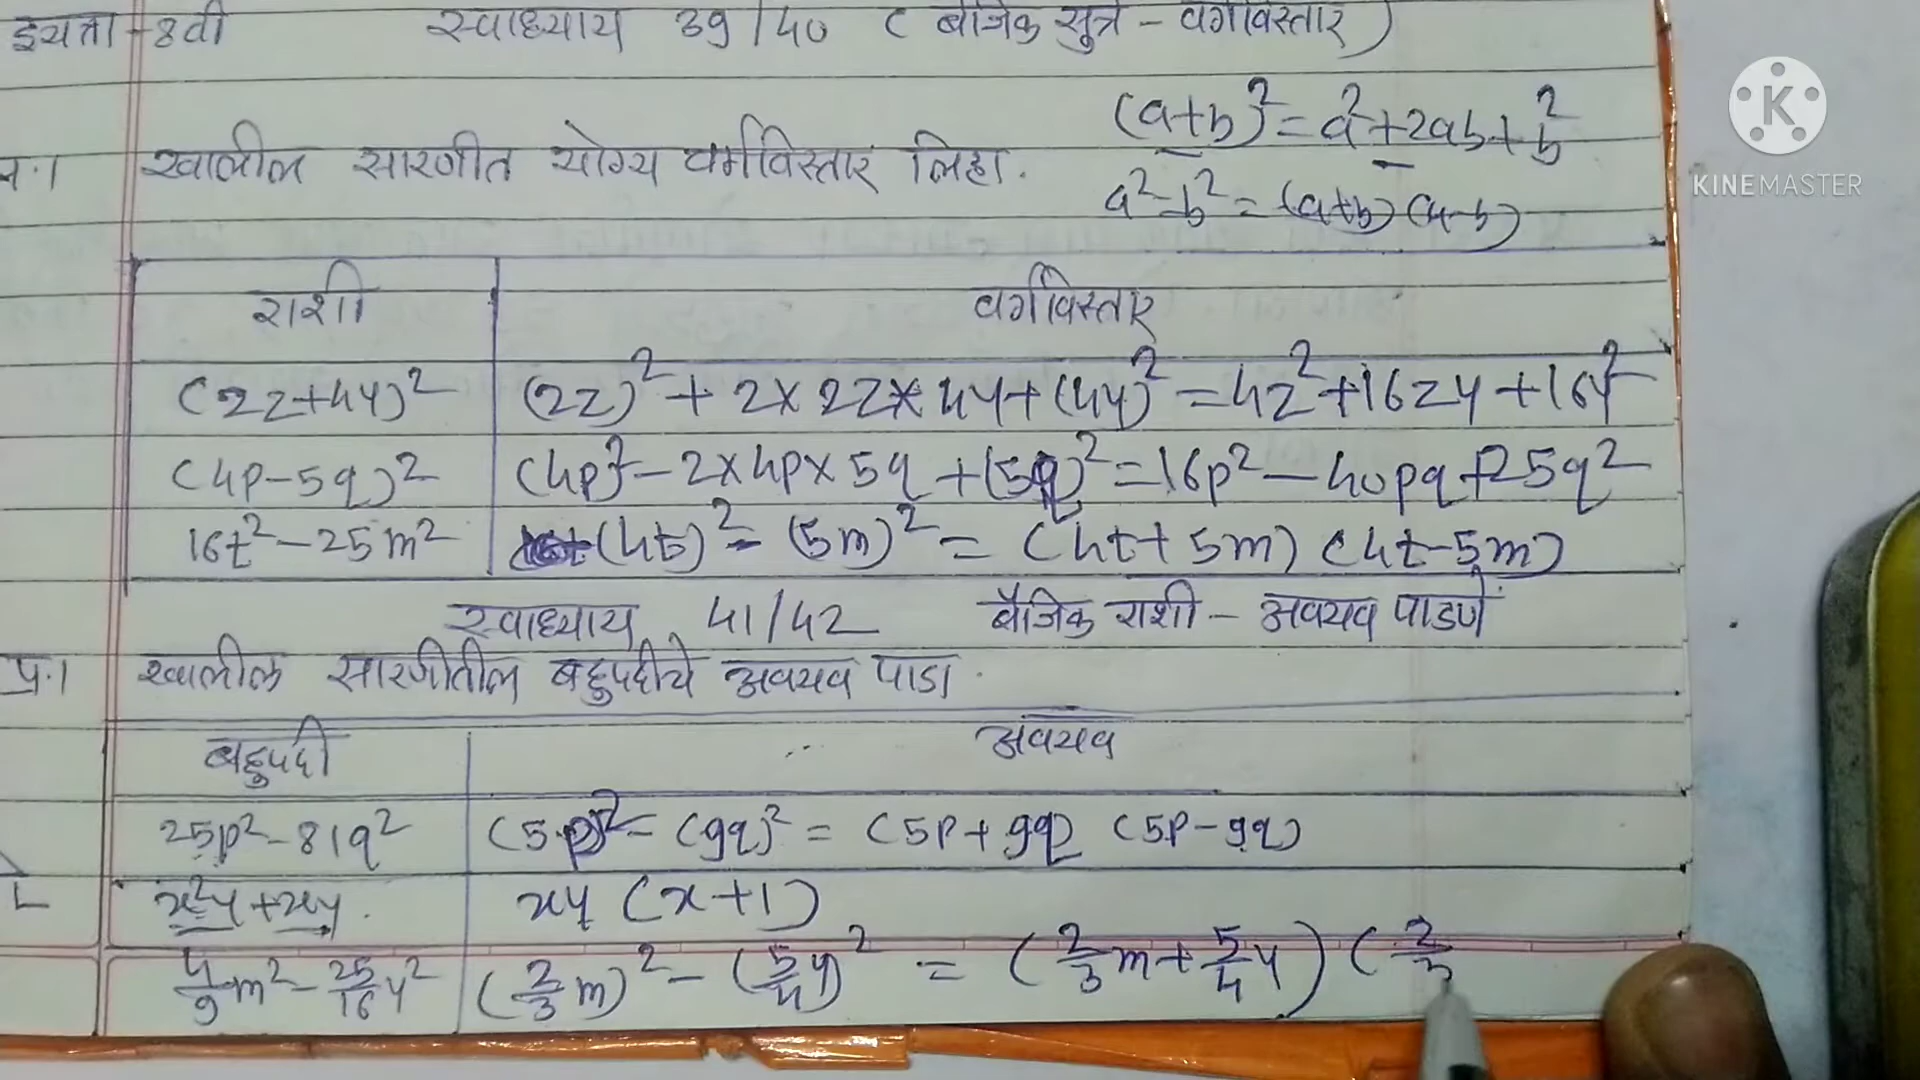 इयत्ता - 8वी स्वाध्याय 39/40 ( बैजिक सुत्रे - वर्गविस्तार )
(a+b)² = a²+2ab+b²
प्र.1 खालील सारणीत योग्य वर्गविस्तार लिहा.
a²-b² = (a+b) (a-b)
राशी वर्गविस्तार
(2z+4y)² (2z)² + 2×2z×4y+(4y)² = 4z²+16zy+16y²
(4p-5q)² (4p)²-2×4p×5q+(5q)² = 16p²-40pq+25q²
16t²-25m² (4t)²- (5m)² = (4t+5m) (4t-5m)
स्वाध्याय 41/42 बैजिक राशी - अवयव पाडणे
प्र.1 खालील सारणीतील बहुपदीचे अवयव पाडा.
बहुपदी अवयव
25p²-81q² (5p)²-(9q)² = (5p+9q) (5p-9q)
x²y+xy. xy (x+1)
4/9m²-25/16y² (2/3m)²-(5/4y)² = (2/3m+5/4y) (2/3
KINEMASTER